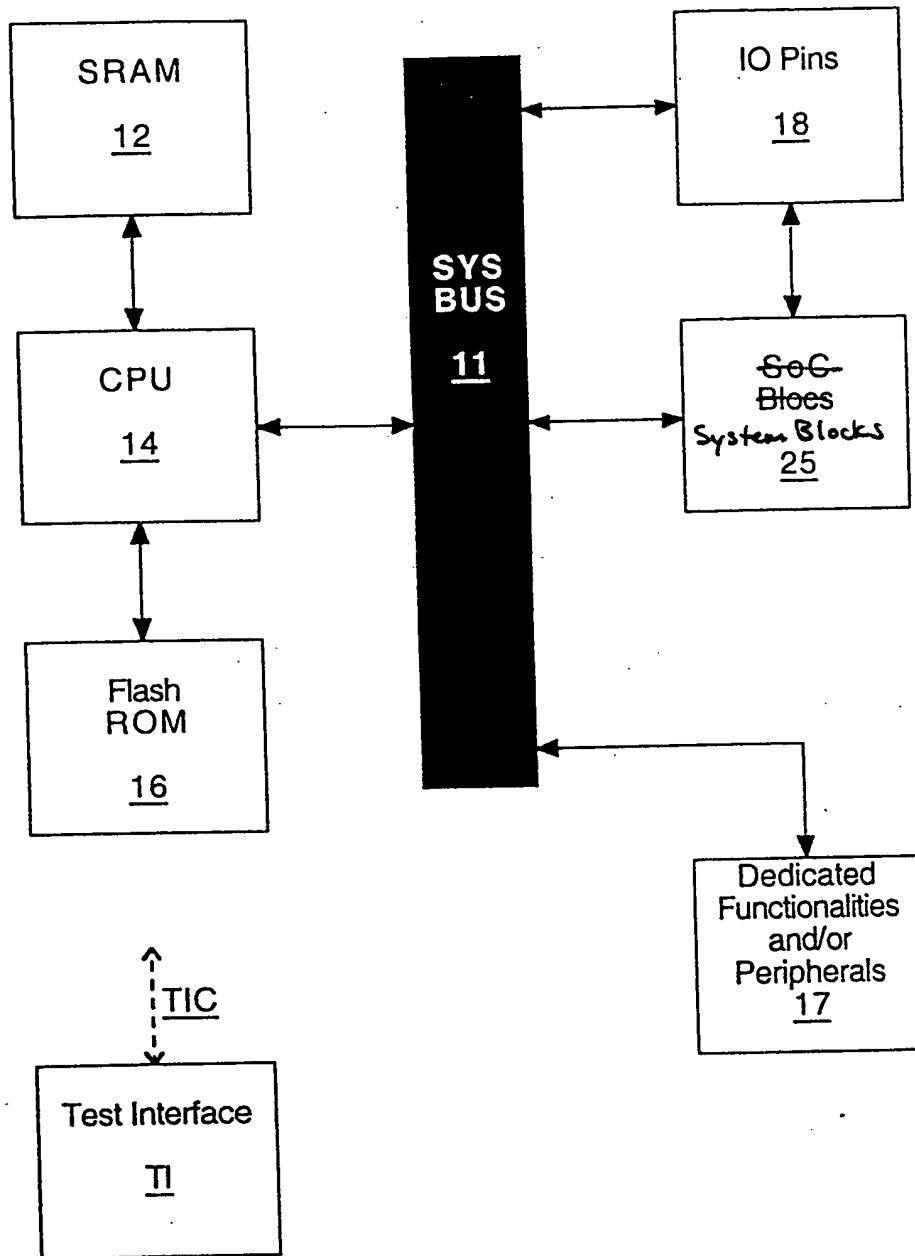 SRAM
12
IO Pins
18
SYS
BUS
11
CPU
14
SoC
Blocs
System Blocks
25
Flash
ROM
16
Dedicated
Functionalities
and/or
Peripherals
17
TIC
Test Interface
TI